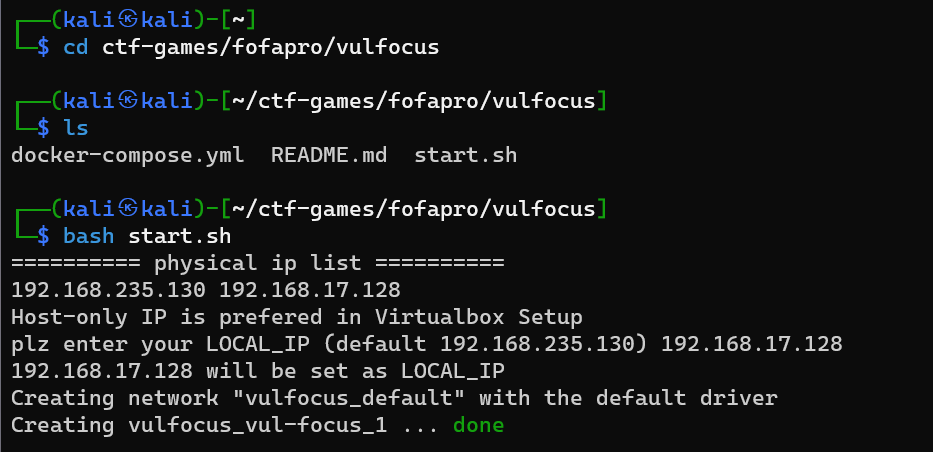 ┌──(kali㉿kali)-[~]
└─$ cd ctf-games/fofapro/vulfocus
┌──(kali㉿kali)-[~/ctf-games/fofapro/vulfocus]
└─$ ls
docker-compose.yml  README.md  start.sh
┌──(kali㉿kali)-[~/ctf-games/fofapro/vulfocus]
└─$ bash start.sh
========== physical ip list ==========
192.168.235.130 192.168.17.128
Host-only IP is prefered in Virtualbox Setup
plz enter your LOCAL_IP (default 192.168.235.130) 192.168.17.128
192.168.17.128 will be set as LOCAL_IP
Creating network "vulfocus_default" with the default driver
Creating vulfocus_vul-focus_1 ... done